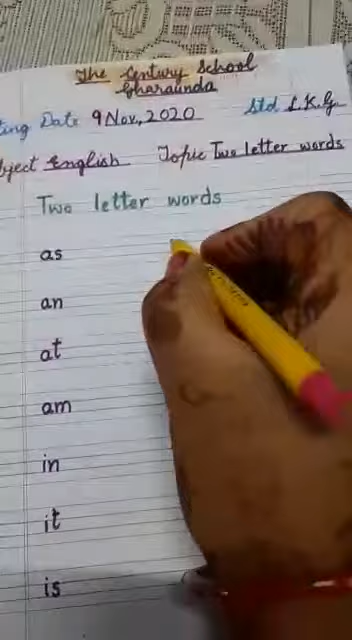 The Century School
Gharaunda
Date 9 Nov, 2020 Std L.K.G.
English Topic Two letter words
Two letter words
as
an
at
am
in
it
is